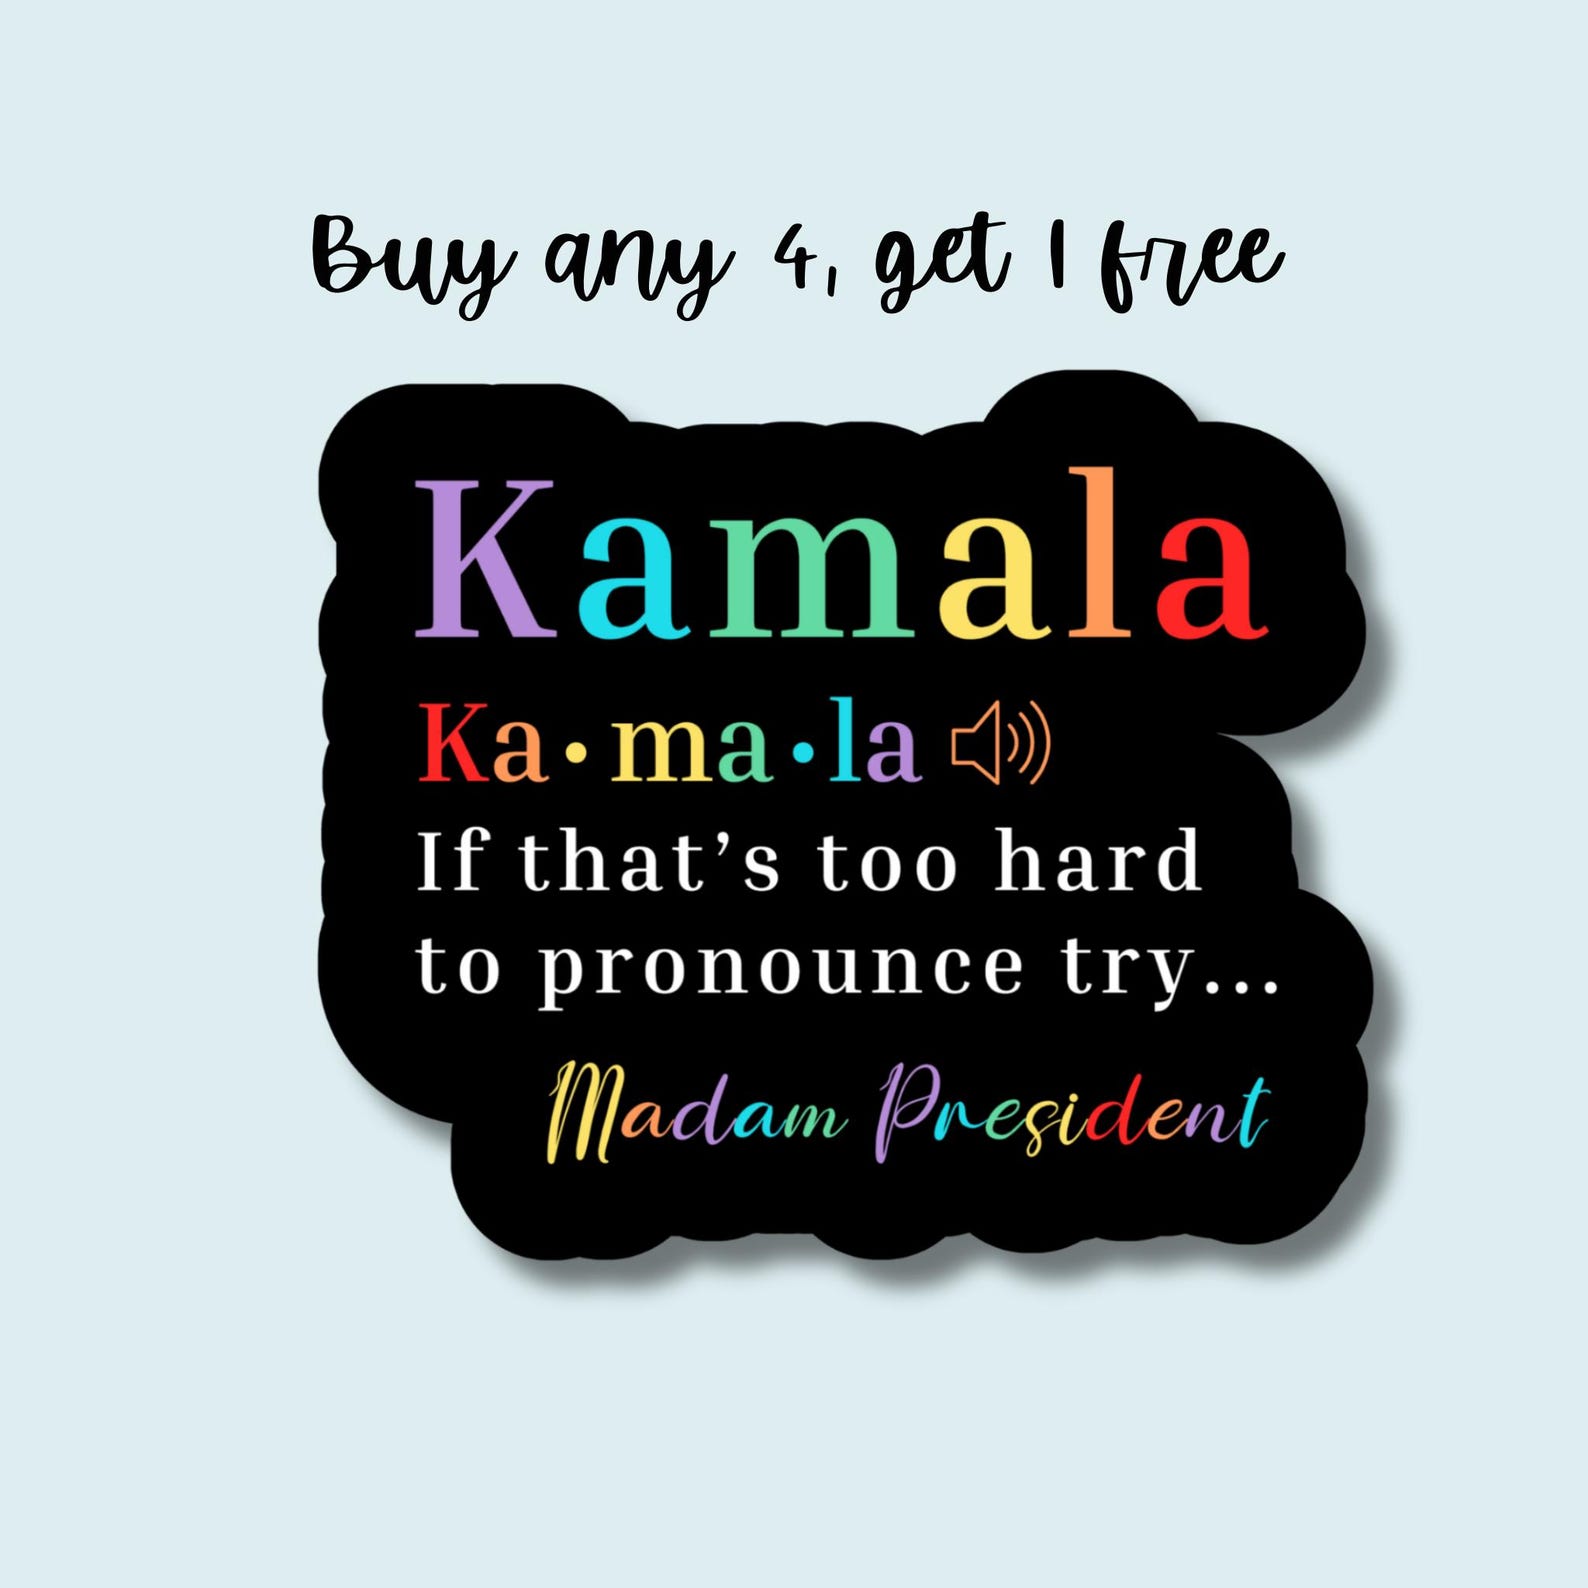 Buy any 4, get 1 free
Kamala
Ka•ma•la
If that’s too hard
to pronounce try...
Madam President